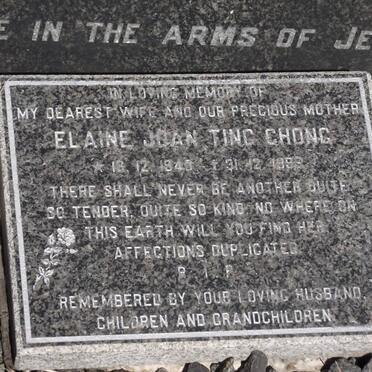 E IN THE ARMS OF JE
IN LOVING MEMORY OF
MY DEAREST WIFE AND OUR PRECIOUS MOTHER
ELAINE JOAN TING CHONG
THERE SHALL NEVER BE ANOTHER QUITE
SO TENDER, QUITE SO KIND, NO WHERE ON
THIS EARTH WILL YOU FIND HER
AFFECTIONS DUPLICATED
R I P
REMEMBERED BY YOUR LOVING HUSBAND,
CHILDREN AND GRANDCHILDREN